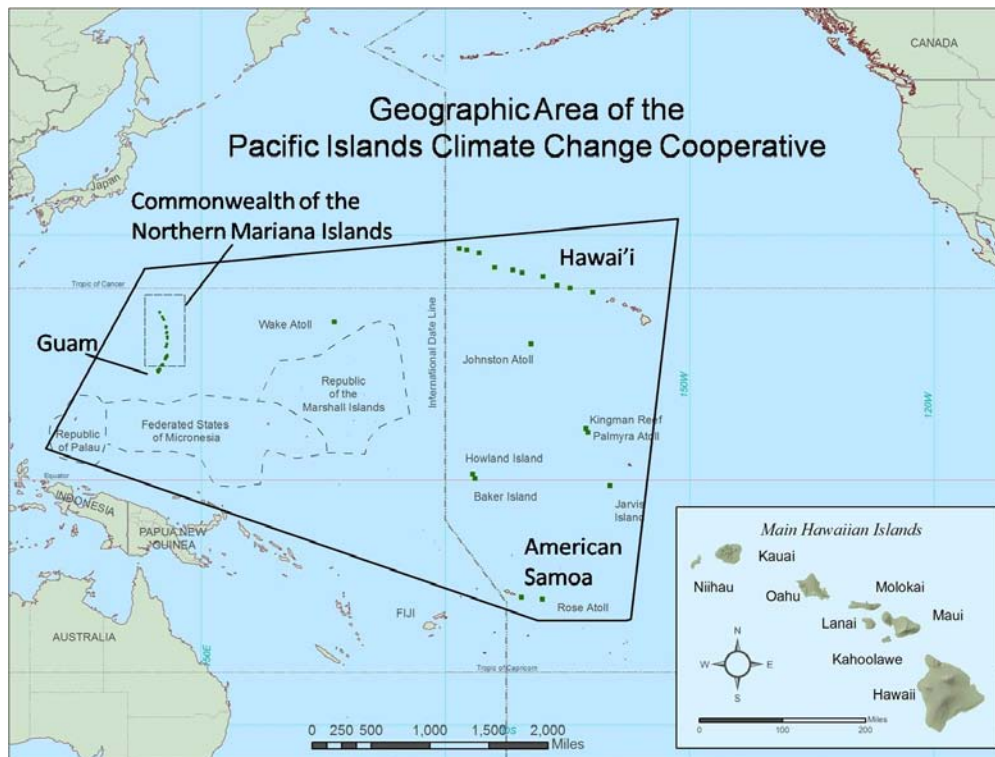 CANADA
Geographic Area of the
Pacific Islands Climate Change Cooperative
Japan
Commonwealth of the
Northern Mariana Islands
Hawai'i
Tropic of Cancer
International Date Line
Guam
Wake Atoll
Johnston Atoll
150W
120W
Republic
of the
Marshall Islands
Federated States
of Micronesia
Republic
of Palau
Kingman Reef
Palmyra Atoll
Howland Island
Baker Island
Jarvis
Island
Equator
INDONESIA
PAPUA NEW
GUINEA
American
Samoa
Rose Atoll
FIJI
AUSTRALIA
150E
Tropic of Capricorn
0 250 500 1,000 1,500 2,000
Miles
Main Hawaiian Islands
Kauai
Niihau
Oahu
Molokai
Lanai
Maui
Kahoolawe
Hawaii
N
W E
S
0 100 200
Miles